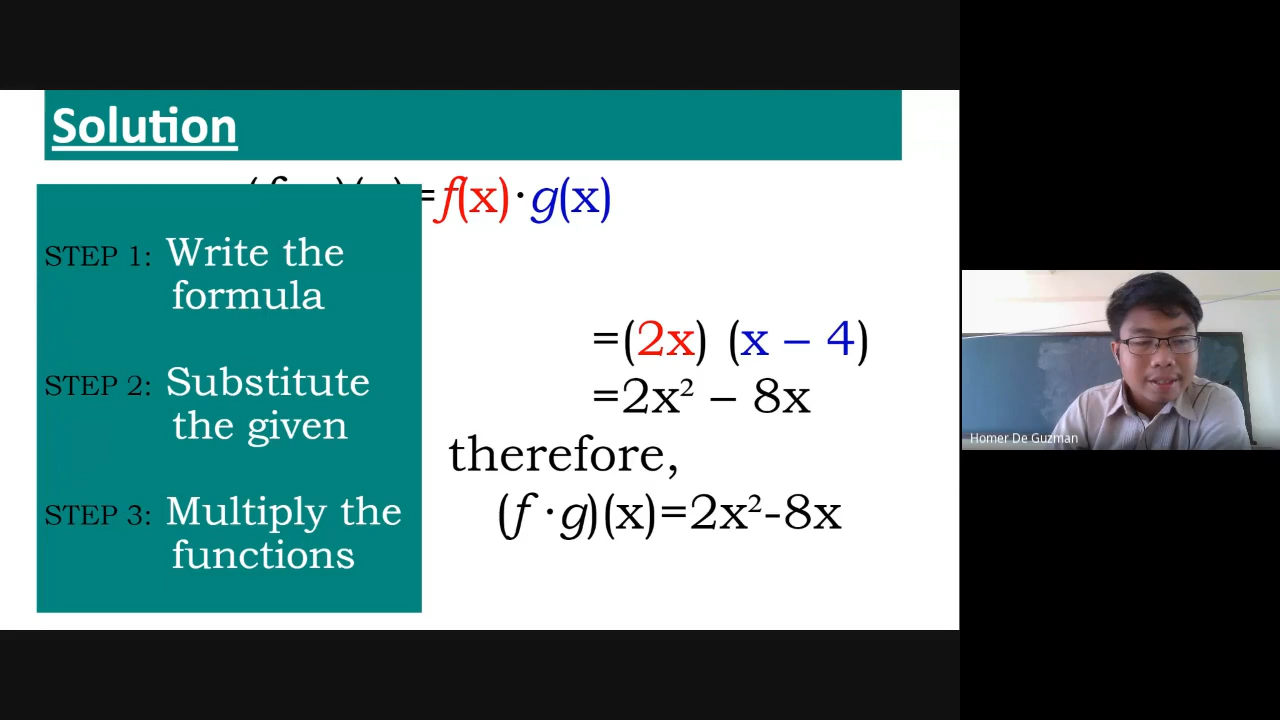 Solution
=f(x)·g(x)
STEP 1: Write the
formula
STEP 2: Substitute
the given
STEP 3: Multiply the
functions
=(2x) (x – 4)
=2x² – 8x
therefore,
(f·g)(x)=2x²-8x
Homer De Guzman